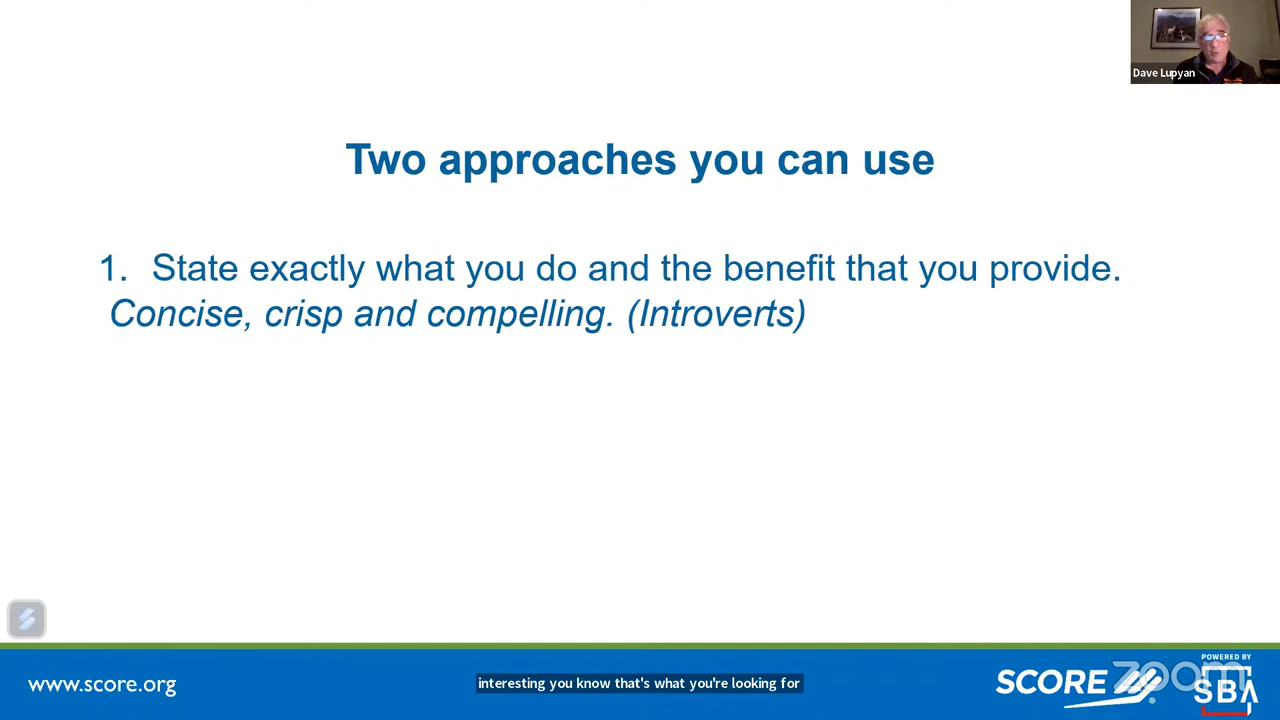 Dave Lupyan
Two approaches you can use
1. State exactly what you do and the benefit that you provide.
Concise, crisp and compelling. (Introverts)
www.score.org
interesting you know that's what you're looking for
SCORE
®
zoom
POWERED BY
SBA